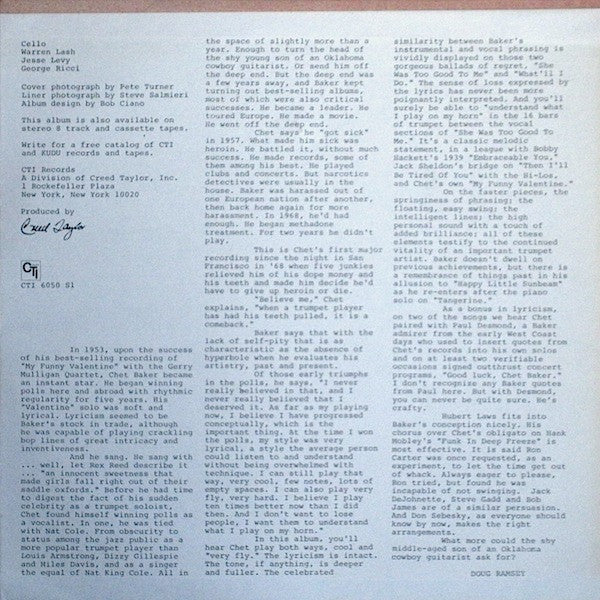 Cello
Warren Lash
Jesse Levy
George Ricci
Cover photograph by Pete Turner
Liner photograph by Steve Salmieri
Album design by Bob Ciano
This album is also available on
stereo 8 track and cassette tapes.
Write for a free catalog of CTI
and KUDU records and tapes.
CTI Records
A Division of Creed Taylor, Inc.
1 Rockefeller Plaza
New York, New York 10020
Produced by
Creed Taylor
CTI
CTI 6050 S1
In 1953, upon the success
of his best-selling recording of
"My Funny Valentine" with the Gerry
Mulligan Quartet, Chet Baker became
an instant star. He began winning
polls here and abroad with rhythmic
regularity for five years. His
"Valentine" solo was soft and
lyrical. Lyricism seemed to be
Baker's stock in trade, although
he was capable of playing crackling
bop lines of great intricacy and
inventiveness.
And he sang. He sang with
... well, let Rex Reed describe it
... "an innocent sweetness that
made girls fall right out of their
saddle oxfords." Before he had time
to digest the fact of his sudden
celebrity as a trumpet soloist,
Chet found himself winning polls as
a vocalist. In one, he was tied
with Nat Cole. From obscurity to
status among the jazz public as a
more popular trumpet player than
Louis Armstrong, Dizzy Gillespie
and Miles Davis, and as a singer
the equal of Nat King Cole. All in
the space of slightly more than a
year. Enough to turn the head of
the shy young son of an Oklahoma
cowboy guitarist. Or send him off
the deep end. But the deep end was
a few years away, and Baker kept
turning out best-selling albums,
most of which were also critical
successes. He became a leader. He
toured Europe. He made a movie.
He went off the deep end.
Chet says he "got sick"
in 1957. What made him sick was
heroin. He battled it, without much
success. He made records, some of
them among his best. He played
clubs and concerts. But narcotics
detectives were usually in the
house. Baker was harassed out of
one European nation after another,
then back home again for more
harassment. In 1968, he'd had
enough. He began methadone
treatment. For two years he didn't
play.
This is Chet's first major
recording since the night in San
Francisco in '68 when five junkies
relieved him of his dope money and
his teeth and made him decide he'd
have to give up heroin or die.
"Believe me," Chet
explains, "when a trumpet player
has had his teeth pulled, it is a
comeback."
Baker says that with the
lack of self-pity that is as
characteristic as the absence of
hyperbole when he evaluates his
artistry, past and present.
Of those early triumphs
in the polls, he says, "I never
really believed in that, and I
never really believed that I
deserved it. As far as my playing
now, I believe I have progressed
conceptually, which is the
important thing. At the time I won
the polls, my style was very
lyrical, a style the average person
could listen to and understand
without being overwhelmed with
technique. I can still play that
way, very cool, few notes, lots of
empty spaces. I can also play very
fly, very hard. I believe I play
ten times better now than I did
then. And I don't want to lose
people, I want them to understand
what I play on my horn."
In this album, you'll
hear Chet play both ways, cool and
"very fly." The lyricism is intact.
The tone, if anything, is deeper
and fuller. The celebrated
similarity between Baker's
instrumental and vocal phrasing is
vividly displayed on those two
gorgeous ballads of regret, "She
Was Too Good To Me" and "What'll I
Do." The sense of loss expressed by
the lyrics has never been more
poignantly interpreted. And you'll
surely be able to "understand what
I play on my horn" in the 16 bars
of trumpet between the vocal
sections of "She Was Too Good To
Me." It's a classic melodic
statement, in a league with Bobby
Hackett's 1939 "Embraceable You,"
Jack Sheldon's bridge on "Then I'll
Be Tired Of You" with the Hi-Los,
and Chet's own "My Funny Valentine."
On the faster pieces, the
springiness of phrasing; the
floating, easy swing; the
intelligent lines; the high
personal sound with a touch of
added brilliance; all of these
elements testify to the continued
vitality of an important trumpet
artist. Baker doesn't dwell on
previous achievements, but there is
a remembrance of things past in his
allusion to "Happy Little Sunbeam"
as he re-enters after the piano
solo on "Tangerine."
As a bonus in lyricism,
on two of the songs we hear Chet
paired with Paul Desmond, a Baker
admirer from the early West Coast
days who used to insert quotes from
Chet's records into his own solos
and on at least two verifiable
occasions signed outthrust concert
programs, "Good luck, Chet Baker."
I don't recognize any Baker quotes
from Paul here. But with Desmond,
you can never be quite sure. He's
crafty.
Hubert Laws fits into
Baker's conception nicely. His
chorus over Chet's obligato on Hank
Mobley's "Funk In Deep Freeze" is
most effective. It is said Ron
Carter was once requested, as an
experiment, to let the time get out
of whack. Always eager to please,
Ron tried, but found he was
incapable of not swinging. Jack
DeJohnette, Steve Gadd and Bob
James are of a similar persuasion.
And Don Sebesky, as everyone should
know by now, makes the right
arrangements.
What more could the shy
middle-aged son of an Oklahoma
cowboy guitarist ask for?
DOUG RAMSEY